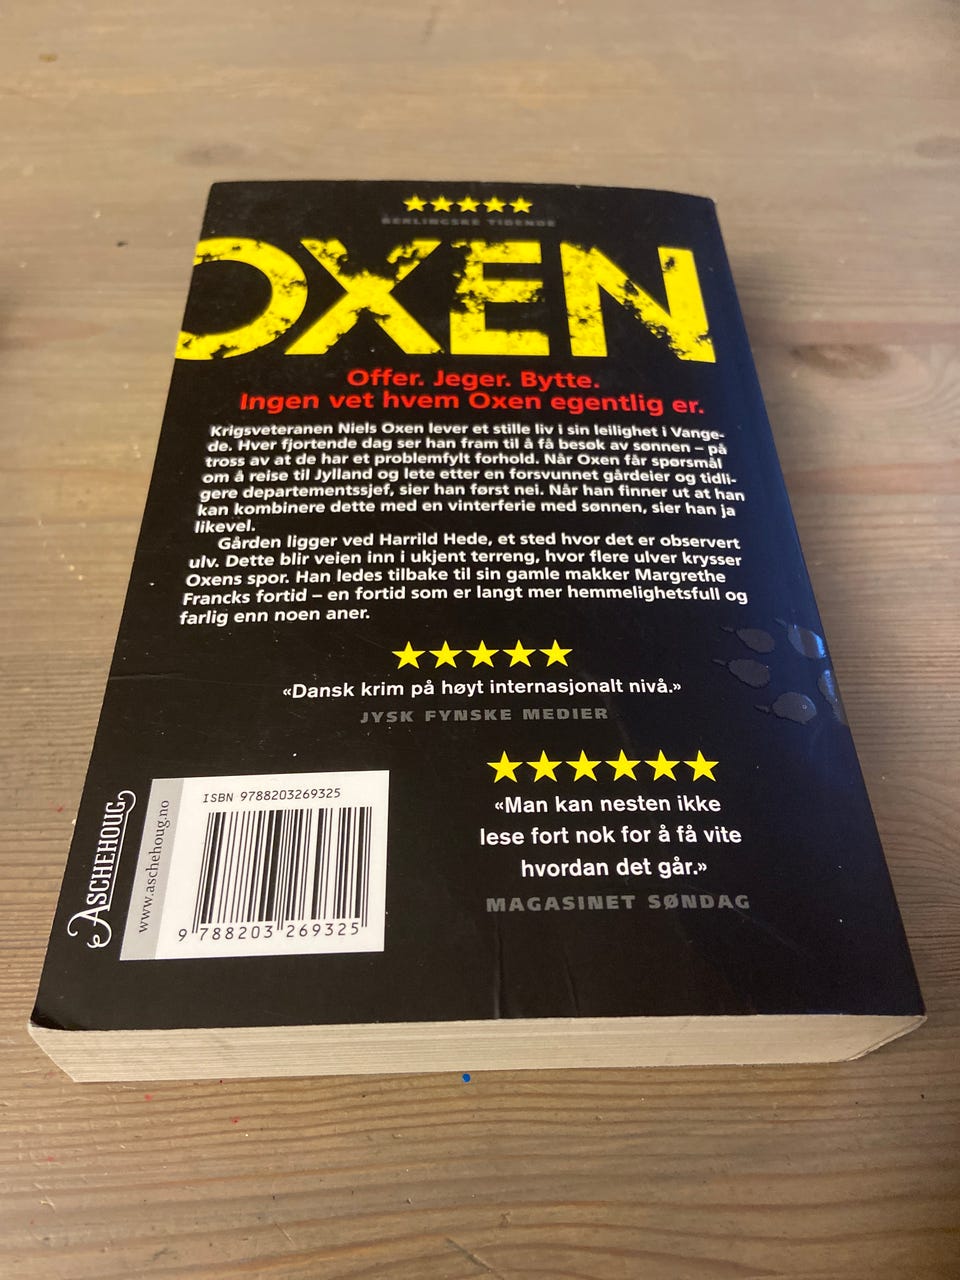 BERLINGSKE TIDENDE
OXEN
Offer. Jeger. Bytte.
Ingen vet hvem Oxen egentlig er.
Krigsveteranen Niels Oxen lever et stille liv i sin leilighet i Vange-
de. Hver fjortende dag ser han fram til å få besøk av sønnen – på
tross av at de har et problemfylt forhold. Når Oxen får spørsmål
om å reise til Jylland og lete etter en forsvunnet gårdeier og tidli-
gere departementssjef, sier han først nei. Når han finner ut at han
kan kombinere dette med en vinterferie med sønnen, sier han ja
likevel.
Gården ligger ved Harrild Hede, et sted hvor det er observert
ulv. Dette blir veien inn i ukjent terreng, hvor flere ulver krysser
Oxens spor. Han ledes tilbake til sin gamle makker Margrethe
Francks fortid – en fortid som er langt mer hemmelighetsfull og
farlig enn noen aner.
«Dansk krim på høyt internasjonalt nivå.»
JYSK FYNSKE MEDIER
«Man kan nesten ikke
lese fort nok for å få vite
hvordan det går.»
MAGASINET SØNDAG
ASCHEHOUG
www.aschehoug.no
ISBN 9788203269325
9 788203 269325